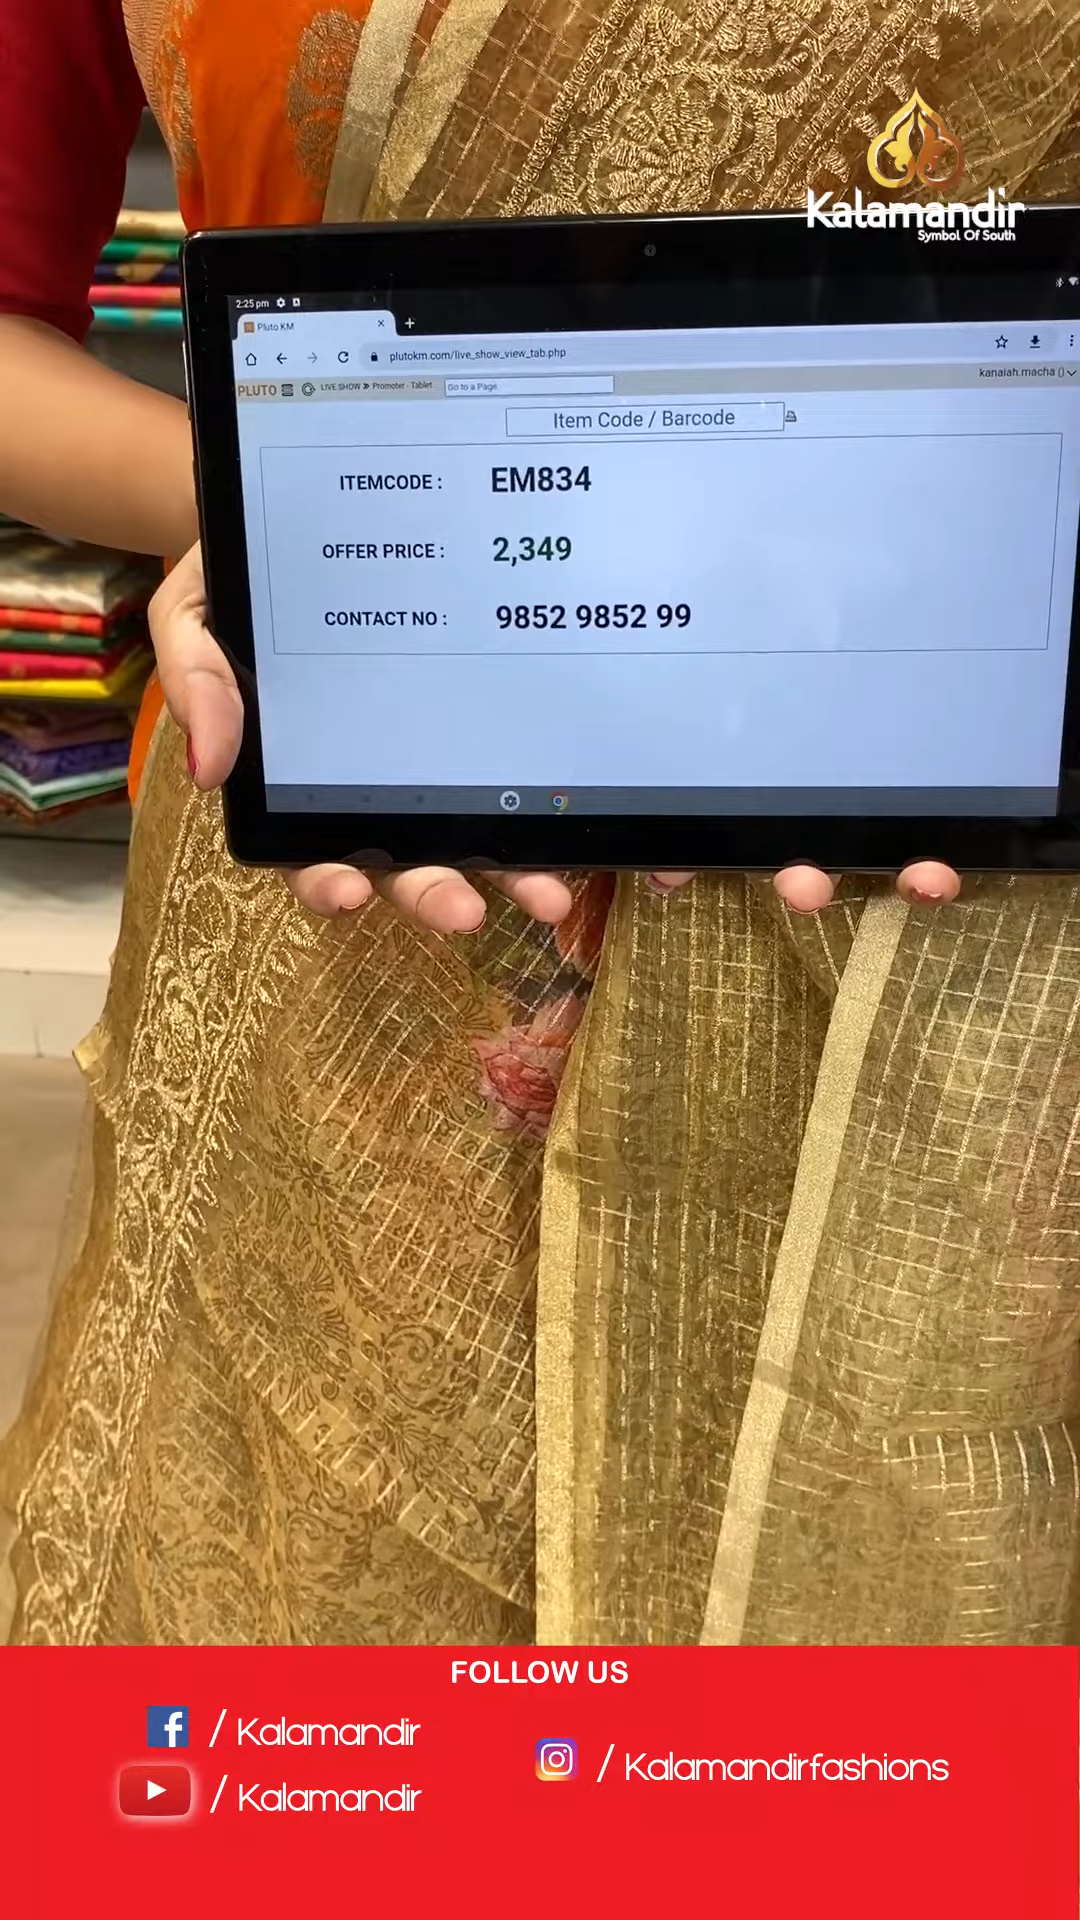 Kalamandir
Symbol Of South
2:25 pm
Pluto KM
plutokm.com/live_show_view_tab.php
kanaiah.macha ()
PLUTO LIVE SHOW » Promoter - Tablet Go to a Page
Item Code / Barcode
ITEMCODE : EM834
OFFER PRICE : 2,349
CONTACT NO : 9852 9852 99
FOLLOW US
/ Kalamandir
/ Kalamandirfashions
/ Kalamandir